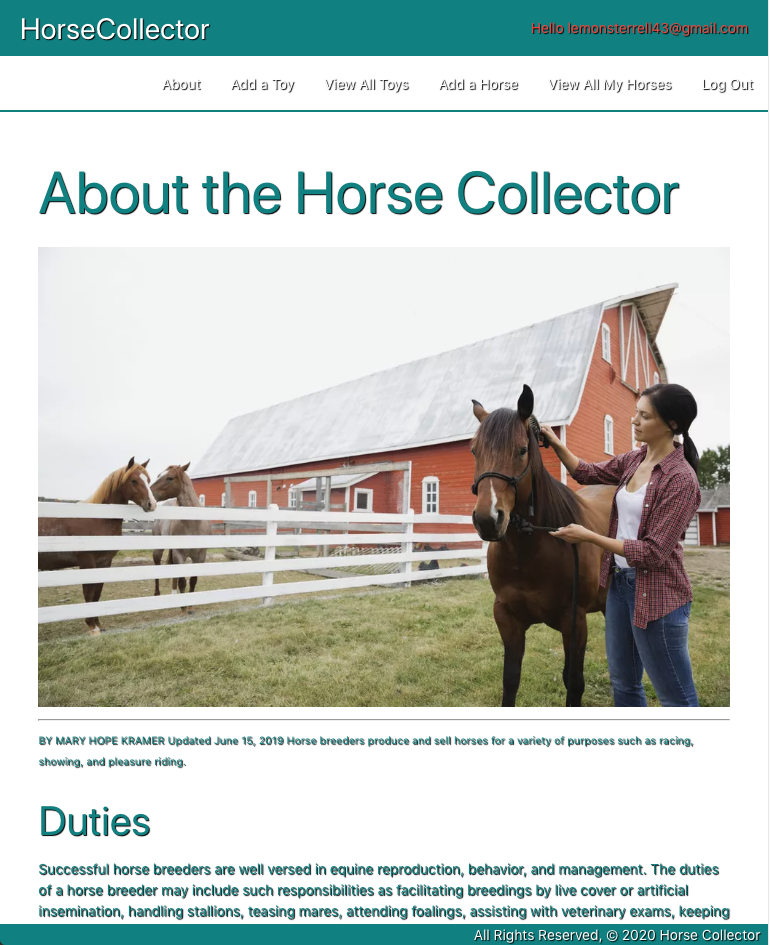 HorseCollector
Hello lemonsterrell43@gmail.com
About
Add a Toy
View All Toys
Add a Horse
View All My Horses
Log Out
About the Horse Collector
BY MARY HOPE KRAMER Updated June 15, 2019 Horse breeders produce and sell horses for a variety of purposes such as racing,
showing, and pleasure riding.
Duties
Successful horse breeders are well versed in equine reproduction, behavior, and management. The duties
of a horse breeder may include such responsibilities as facilitating breedings by live cover or artificial
insemination, handling stallions, teasing mares, attending foalings, assisting with veterinary exams, keeping
All Rights Reserved, © 2020 Horse Collector